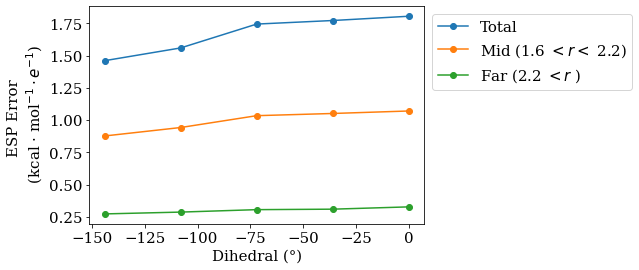 ESP Error
(kcal · mol⁻¹ · e⁻¹)
1.75
1.50
1.25
1.00
0.75
0.50
0.25
−150 −125 −100 −75 −50 −25 0
Dihedral (°)
Total
Mid (1.6 < r < 2.2)
Far (2.2 < r )